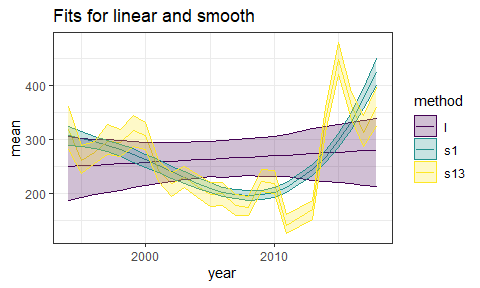 Fits for linear and smooth
mean
400
300
200
2000
2010
year
method
l
s1
s13